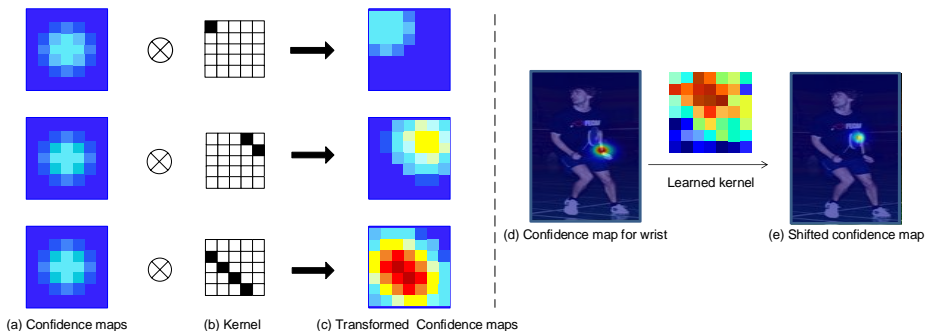 Learned kernel
(d) Confidence map for wrist
(e) Shifted confidence map
(a) Confidence maps
(b) Kernel
(c) Transformed Confidence maps